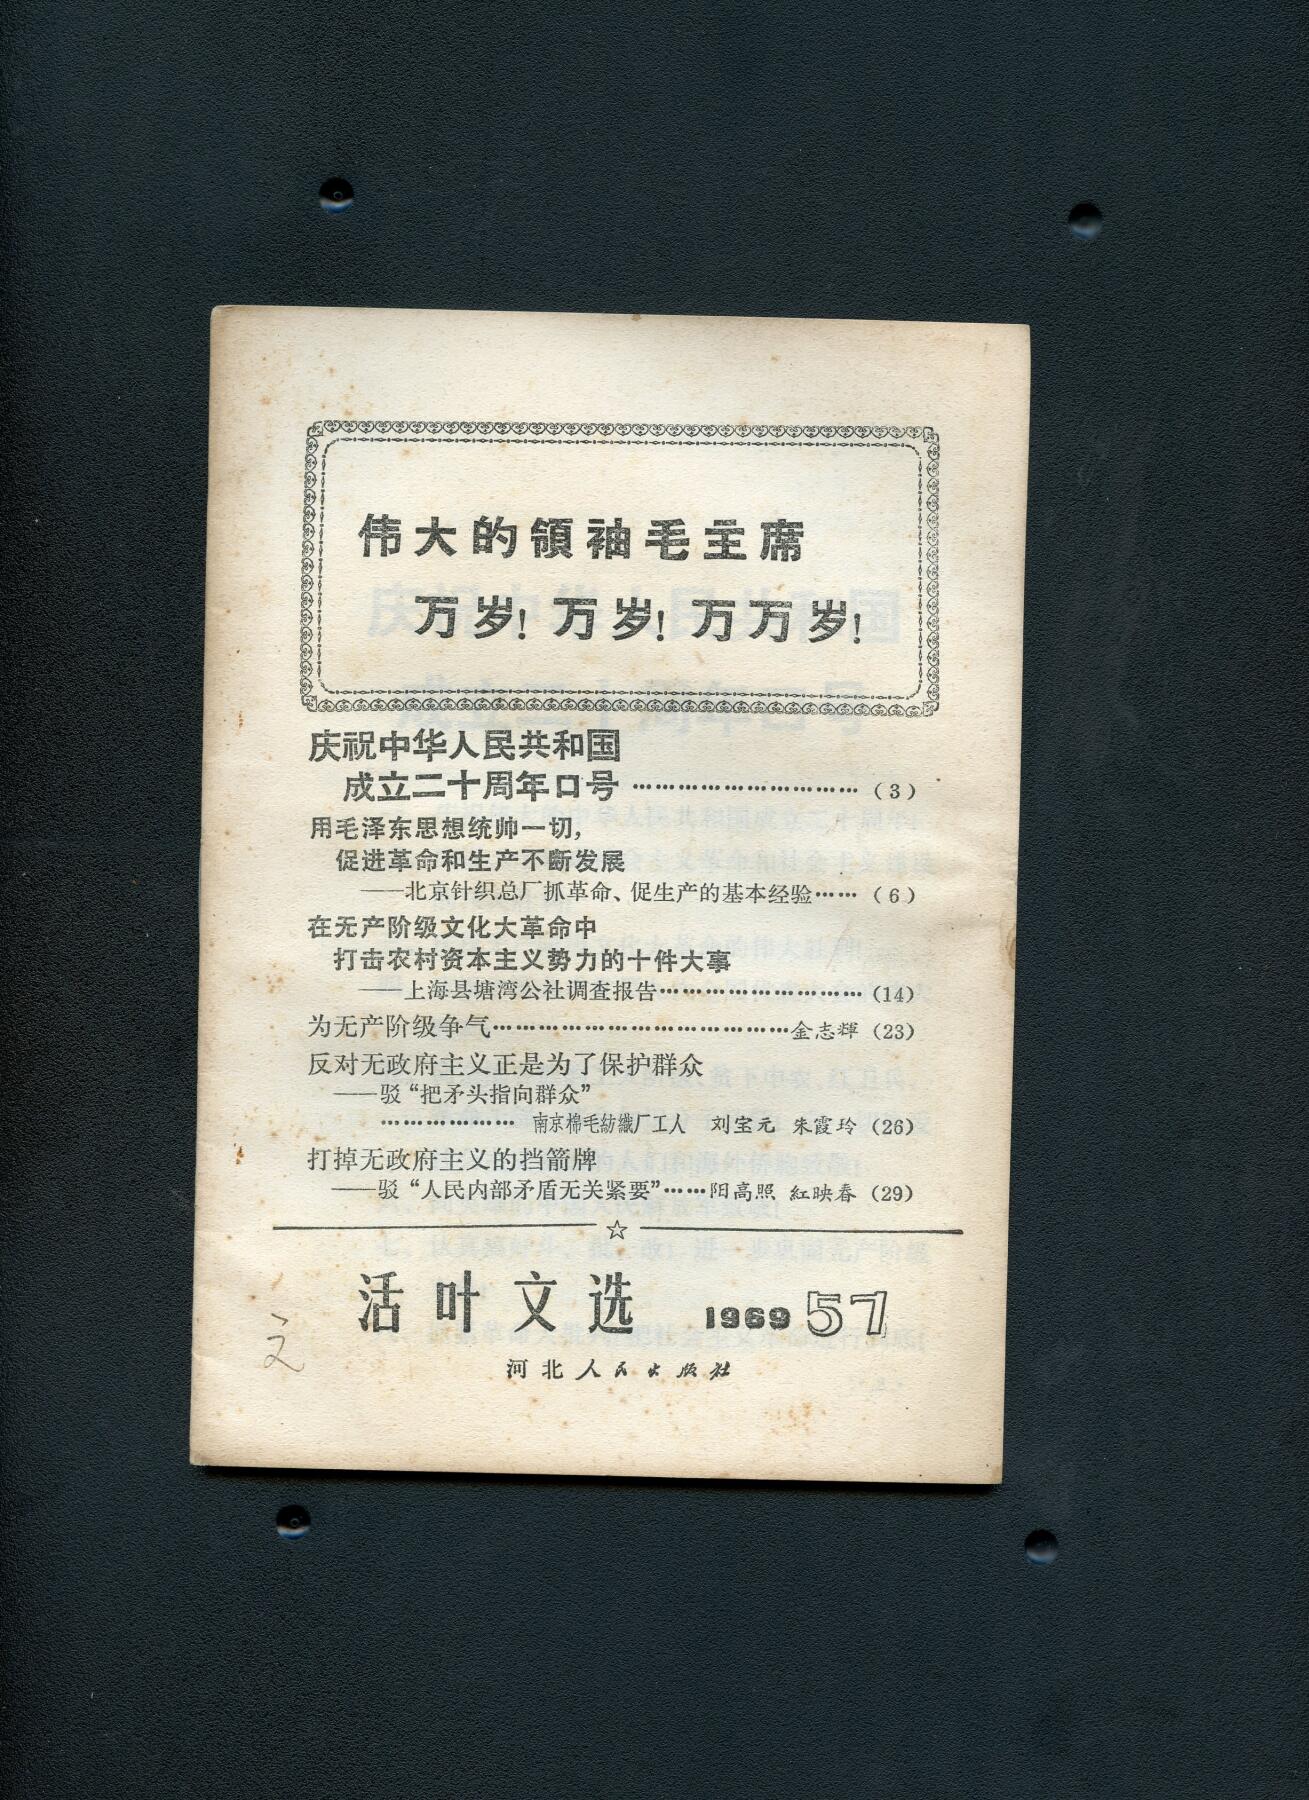 伟大的領袖毛主席
万岁！万岁！万万岁！
庆祝中华人民共和国
成立二十周年口号 ………………………（3）
用毛泽东思想统帅一切，
促进革命和生产不断发展
——北京针织总厂抓革命、促生产的基本经验……（6）
在无产阶级文化大革命中
打击农村资本主义势力的十件大事
——上海县塘湾公社调查报告………………………（14）
为无产阶级争气…………………………………金志輝（23）
反对无政府主义正是为了保护群众
——驳“把矛头指向群众”
……………… 南京棉毛紡織厂工人 刘宝元 朱霞玲（26）
打掉无政府主义的挡箭牌
——驳“人民内部矛盾无关紧要”……阳高照 紅映春（29）
☆
活叶文选 1969 57
河北人民出版社